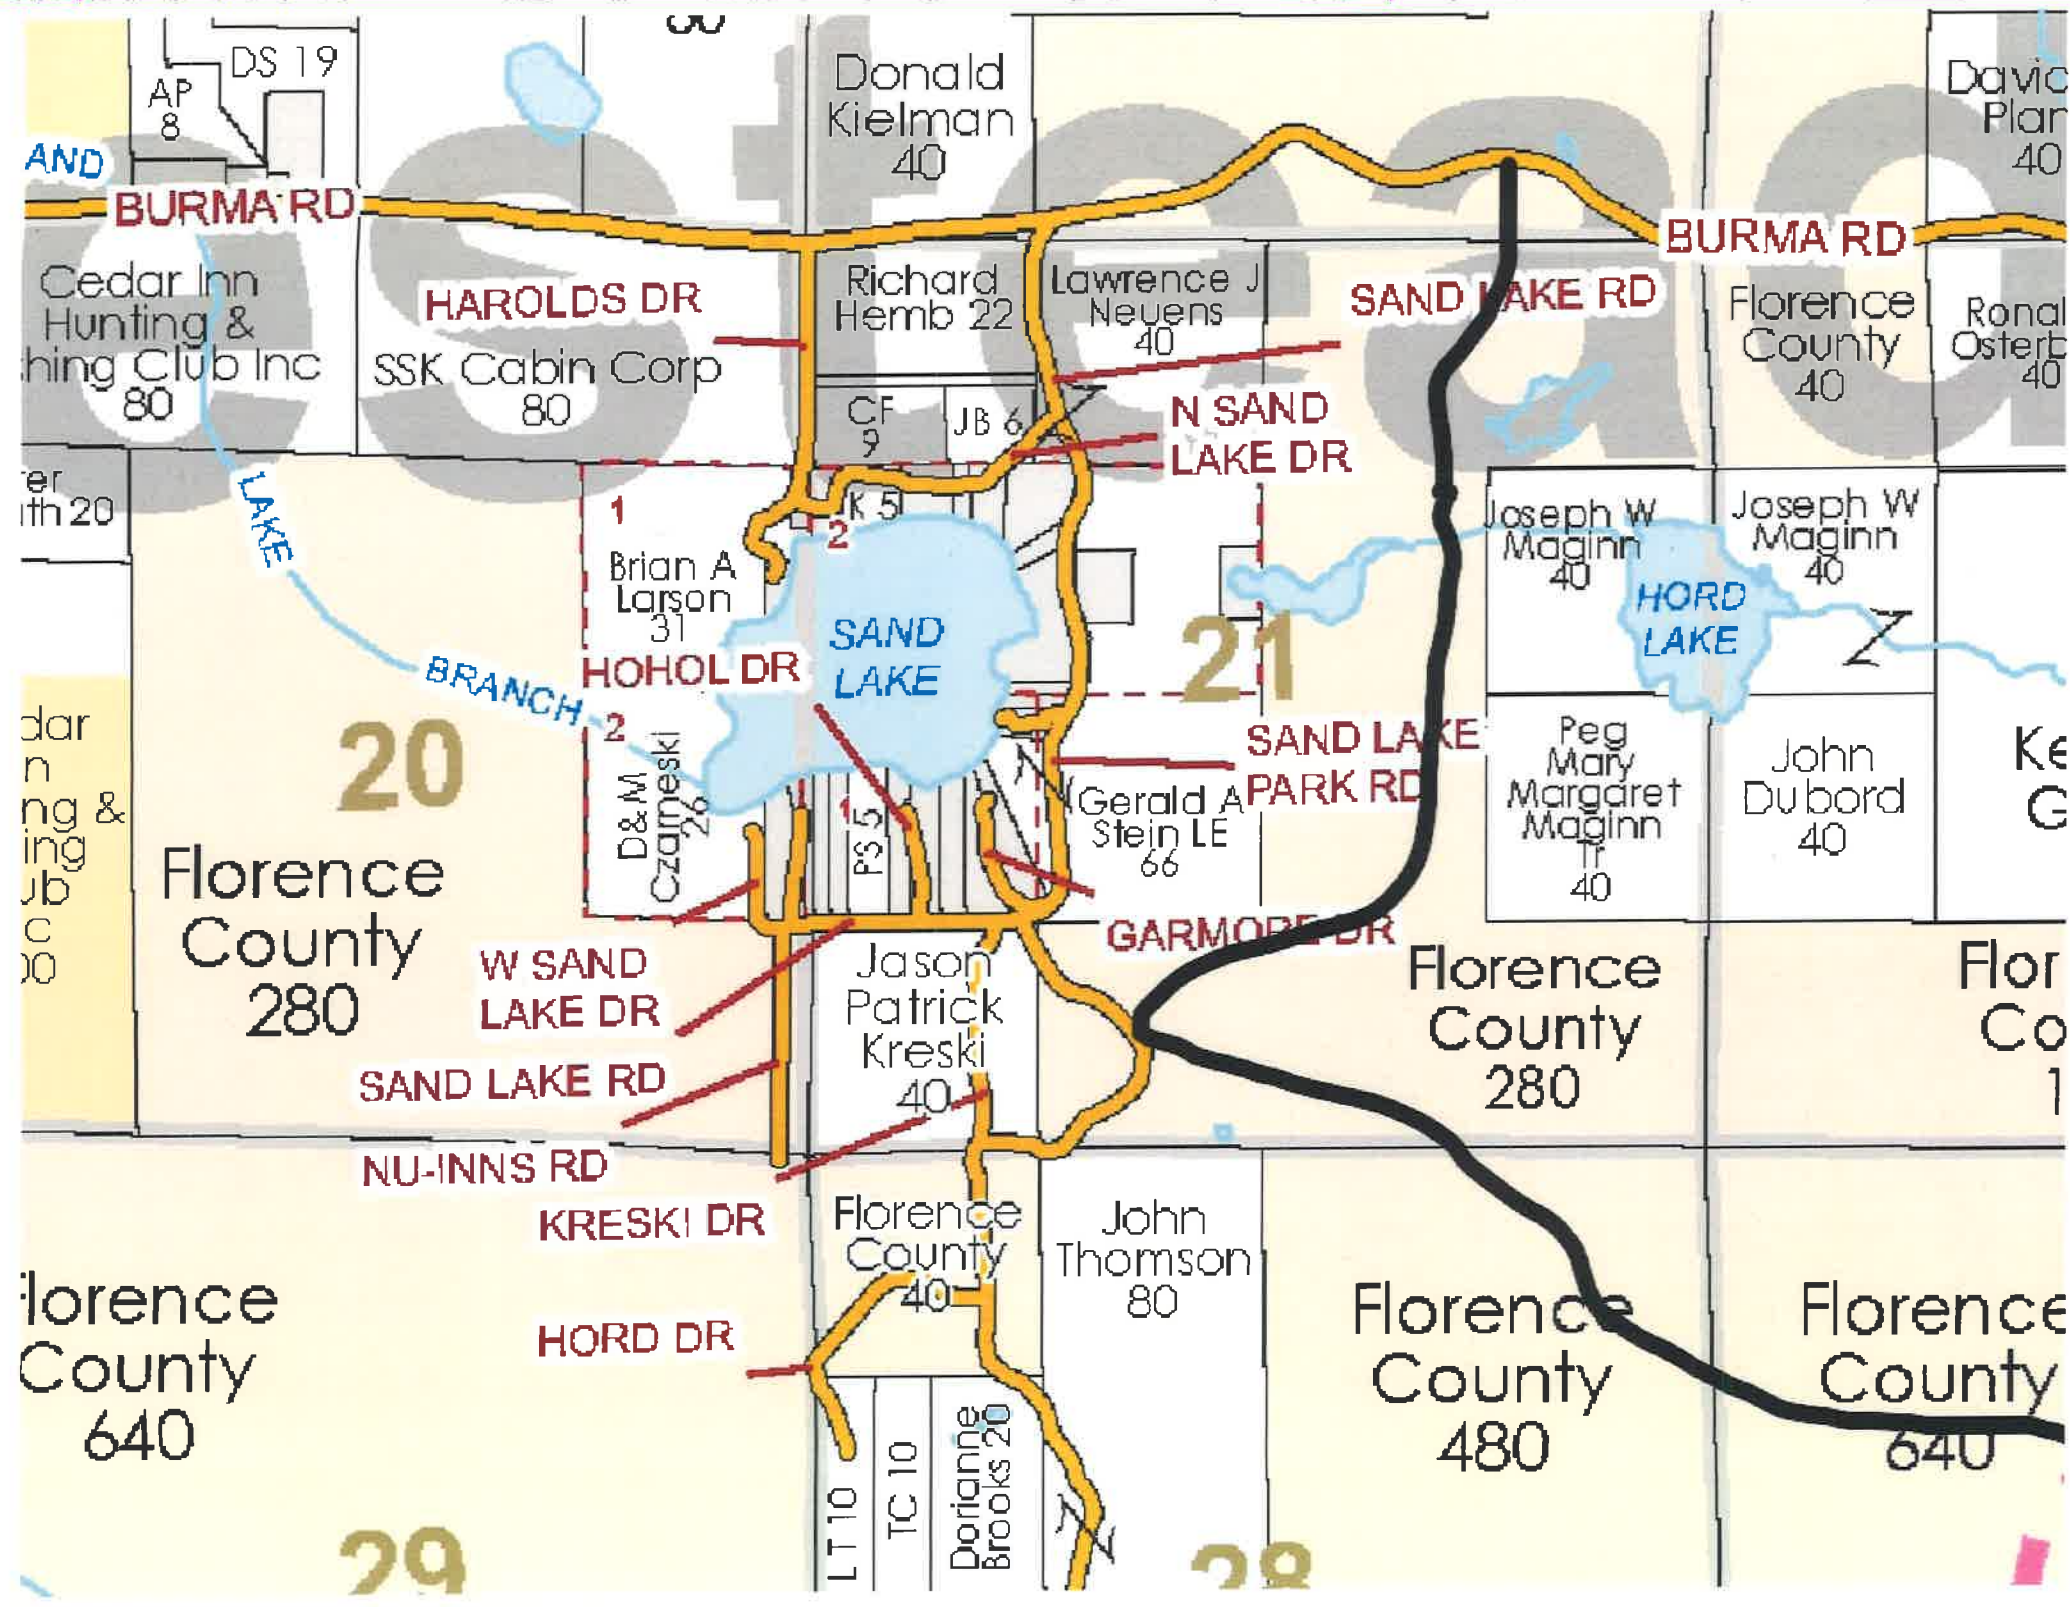 DS 19
AP
8
Donald
Kielman
40
AND
BURMA RD
BURMA RD
40
Cedar Inn
Hunting &
hing Club Inc
80
HAROLDS DR
SSK Cabin Corp
80
Richard
Hemb 22
Lawrence J
Neuens
40
SAND LAKE RD
Florence
County
40
40
CF
9
JB 6
N SAND
LAKE DR
20
LAKE
1
K 5
2
Brian A
Larson
31
Joseph W
Maginn
40
Joseph W
Maginn
40
SAND
LAKE
HORD
LAKE
HOHOL DR
21
BRANCH
2
20
D&M
Czarneski
26
1
PS 5
SAND LAKE
PARK RD
Gerald A
Stein LE
66
Peg
Mary
Margaret
Maginn
Tr
40
John
Dubord
40
ng &
Florence
County
280
GARMORE DR
W SAND
LAKE DR
Jason
Patrick
Kreski
40
Florence
County
280
SAND LAKE RD
NU-INNS RD
KRESKI DR
Florence
County
40
John
Thomson
80
lorence
County
640
HORD DR
Florence
County
480
Florence
County
640
LT 10
TC 10
Dorianne
Brooks 20
29
28